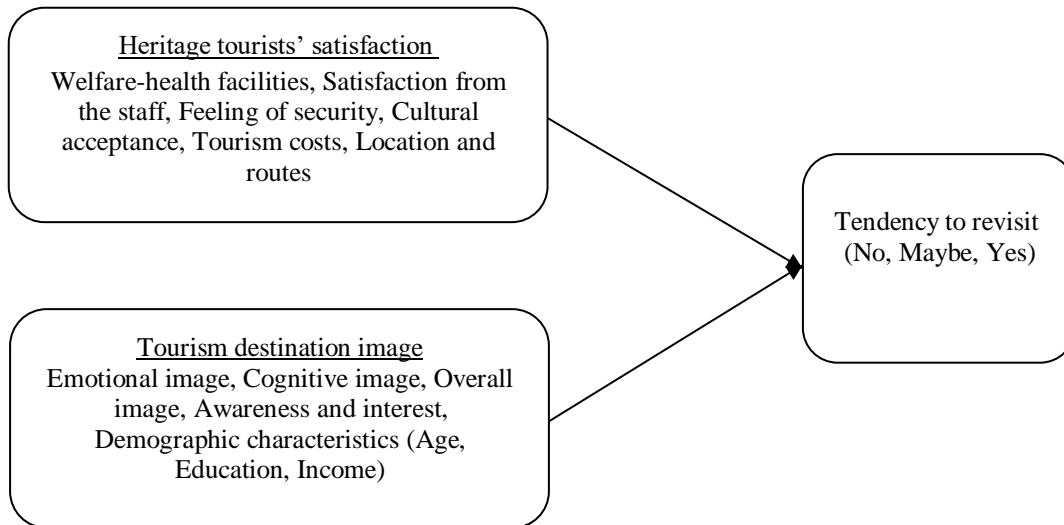 Heritage tourists’ satisfaction
Welfare-health facilities, Satisfaction from
the staff, Feeling of security, Cultural
acceptance, Tourism costs, Location and
routes
Tendency to revisit
(No, Maybe, Yes)
Tourism destination image
Emotional image, Cognitive image, Overall
image, Awareness and interest,
Demographic characteristics (Age,
Education, Income)